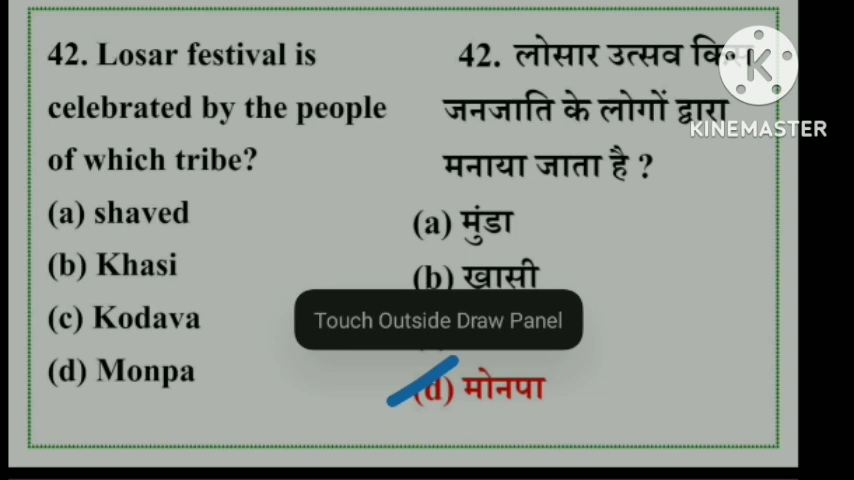 42. Losar festival is
celebrated by the people
of which tribe?
(a) shaved
(b) Khasi
(c) Kodava
(d) Monpa
42. लोसार उत्सव किस
जनजाति के लोगों द्वारा
मनाया जाता है ?
(a) मुंडा
(b) खासी
(d) मोनपा
Touch Outside Draw Panel
KINEMASTER